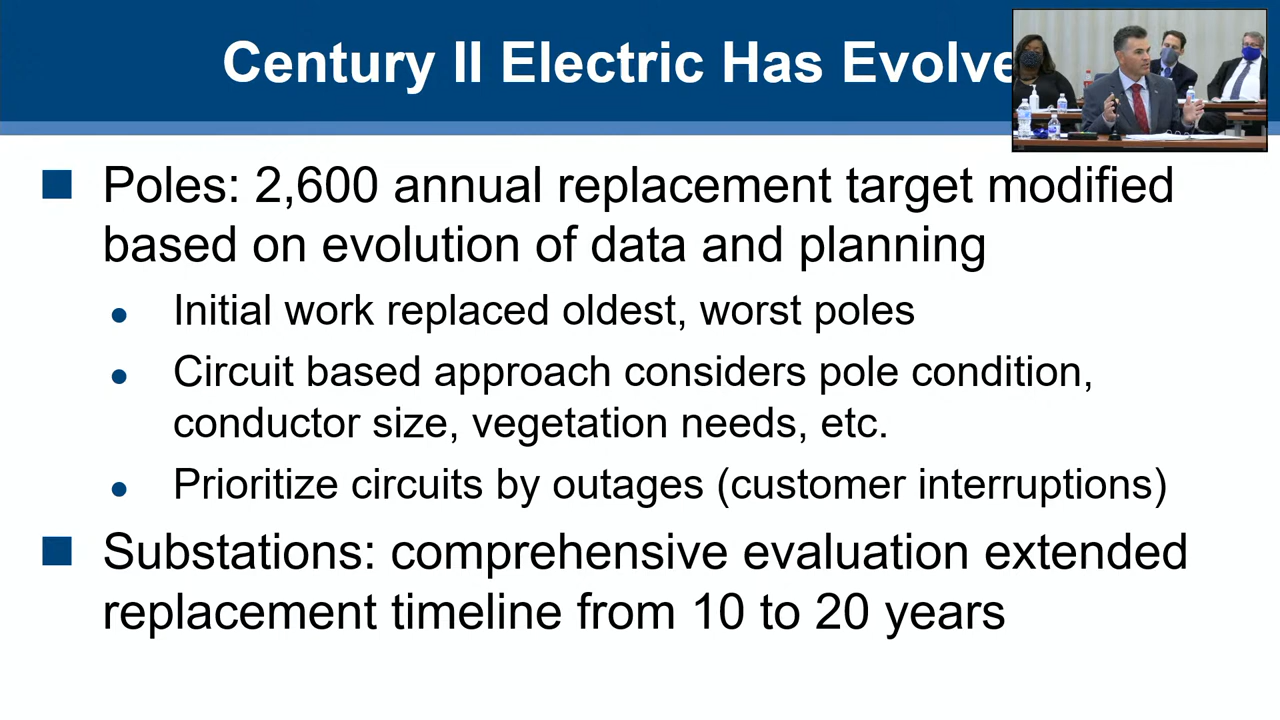 Century II Electric Has Evolve
Poles: 2,600 annual replacement target modified
based on evolution of data and planning
Initial work replaced oldest, worst poles
Circuit based approach considers pole condition,
conductor size, vegetation needs, etc.
Prioritize circuits by outages (customer interruptions)
Substations: comprehensive evaluation extended
replacement timeline from 10 to 20 years